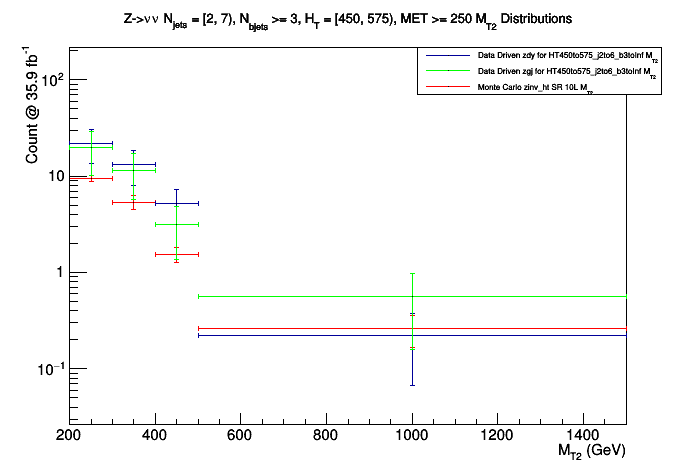 Z->νν N_jets = [2, 7), N_bjets >= 3, H_T = [450, 575), MET >= 250 M_T2 Distributions
Data Driven zdy for HT450to575_j2to6_b3toInf M_T2
Data Driven zgj for HT450to575_j2to6_b3toInf M_T2
Monte Carlo zinv_ht SR 10L M_T2
Count @ 35.9 fb⁻¹
10²
10
1
10⁻¹
200 400 600 800 1000 1200 1400
M_T2 (GeV)